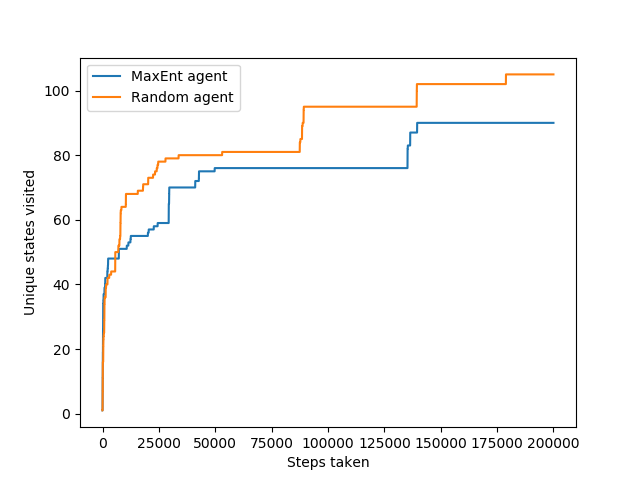 MaxEnt agent
Random agent
100
80
60
40
20
0
Unique states visited
0 25000 50000 75000 100000 125000 150000 175000 200000
Steps taken